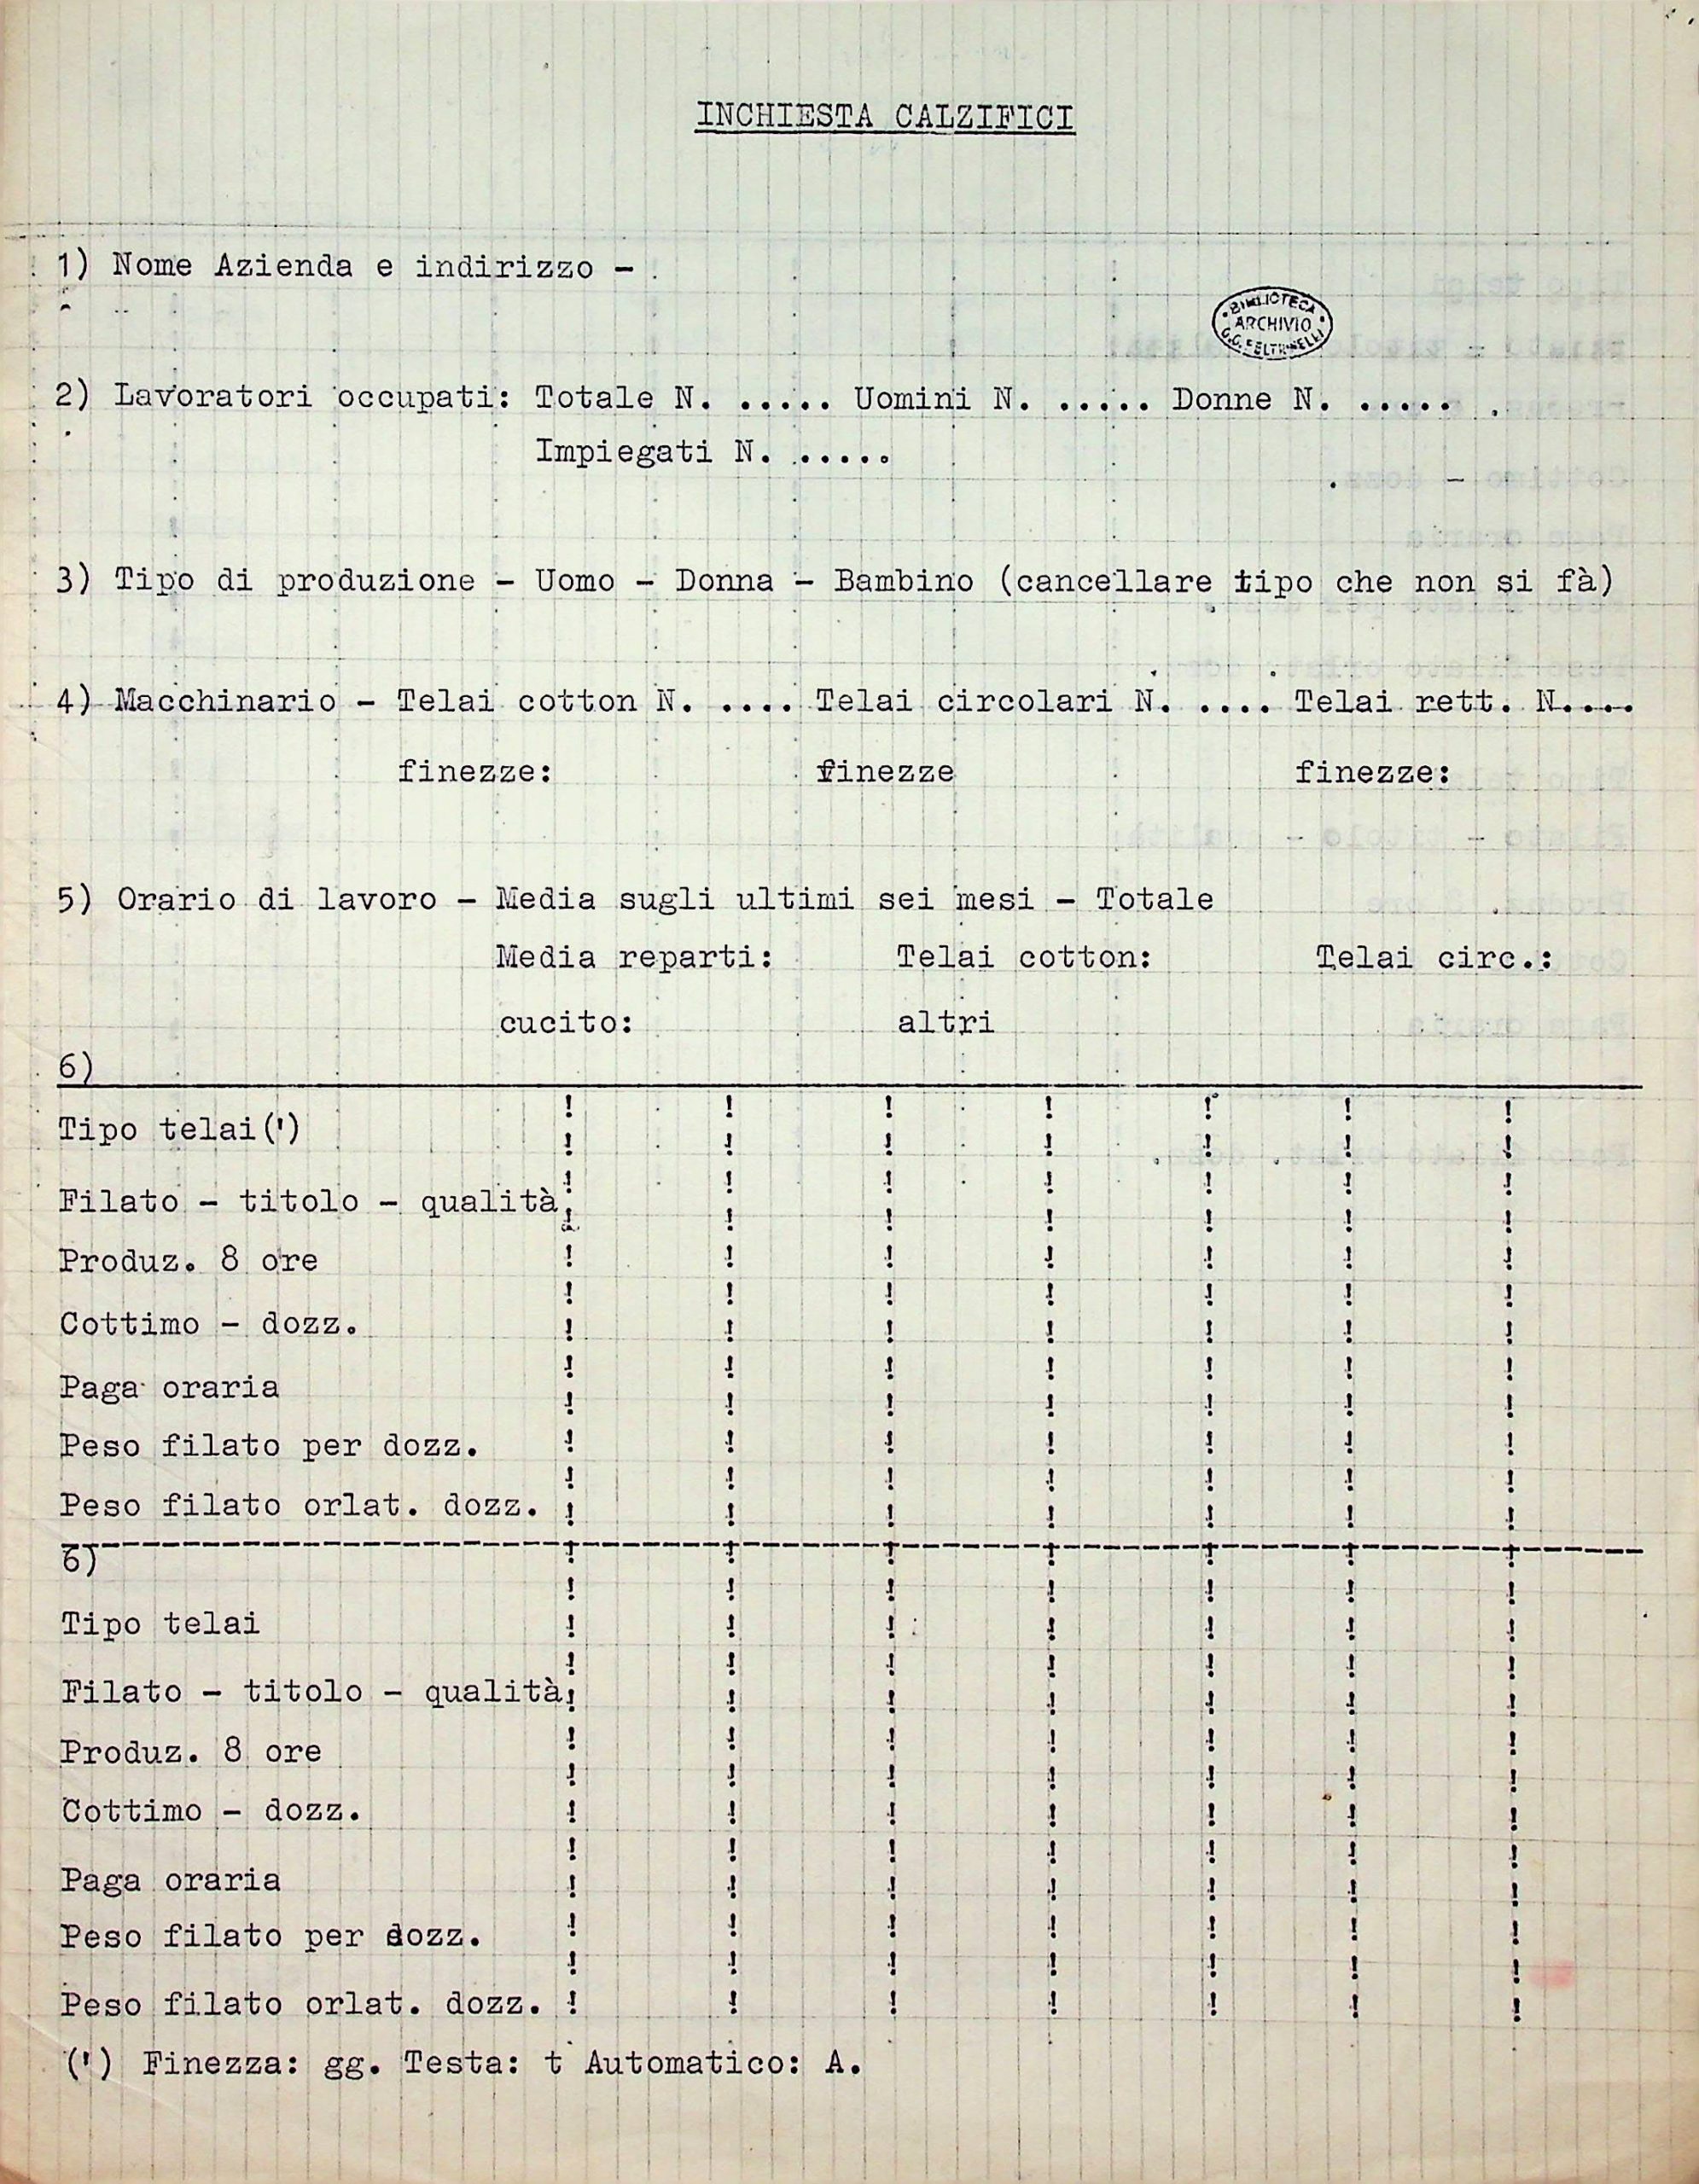 INCHIESTA CALZIFICI
1) Nome Azienda e indirizzo -
BIBLIOTECA
ARCHIVIO
G.G. FELTRINELLI
2) Lavoratori occupati: Totale N. ..... Uomini N. ..... Donne N. .....
Impiegati N. .....
3) Tipo di produzione - Uomo - Donna - Bambino (cancellare tipo che non si fà)
4) Macchinario - Telai cotton N. .... Telai circolari N. .... Telai rett. N....
finezze: finezze finezze:
5) Orario di lavoro - Media sugli ultimi sei mesi - Totale
Media reparti: Telai cotton: Telai circ.:
cucito: altri
6)
Tipo telai(')
Filato - titolo - qualità
Produz. 8 ore
Cottimo - dozz.
Paga oraria
Peso filato per dozz.
Peso filato orlat. dozz.
6)
Tipo telai
Filato - titolo - qualità
Produz. 8 ore
Cottimo - dozz.
Paga oraria
Peso filato per dozz.
Peso filato orlat. dozz.
(') Finezza: gg. Testa: t Automatico: A.